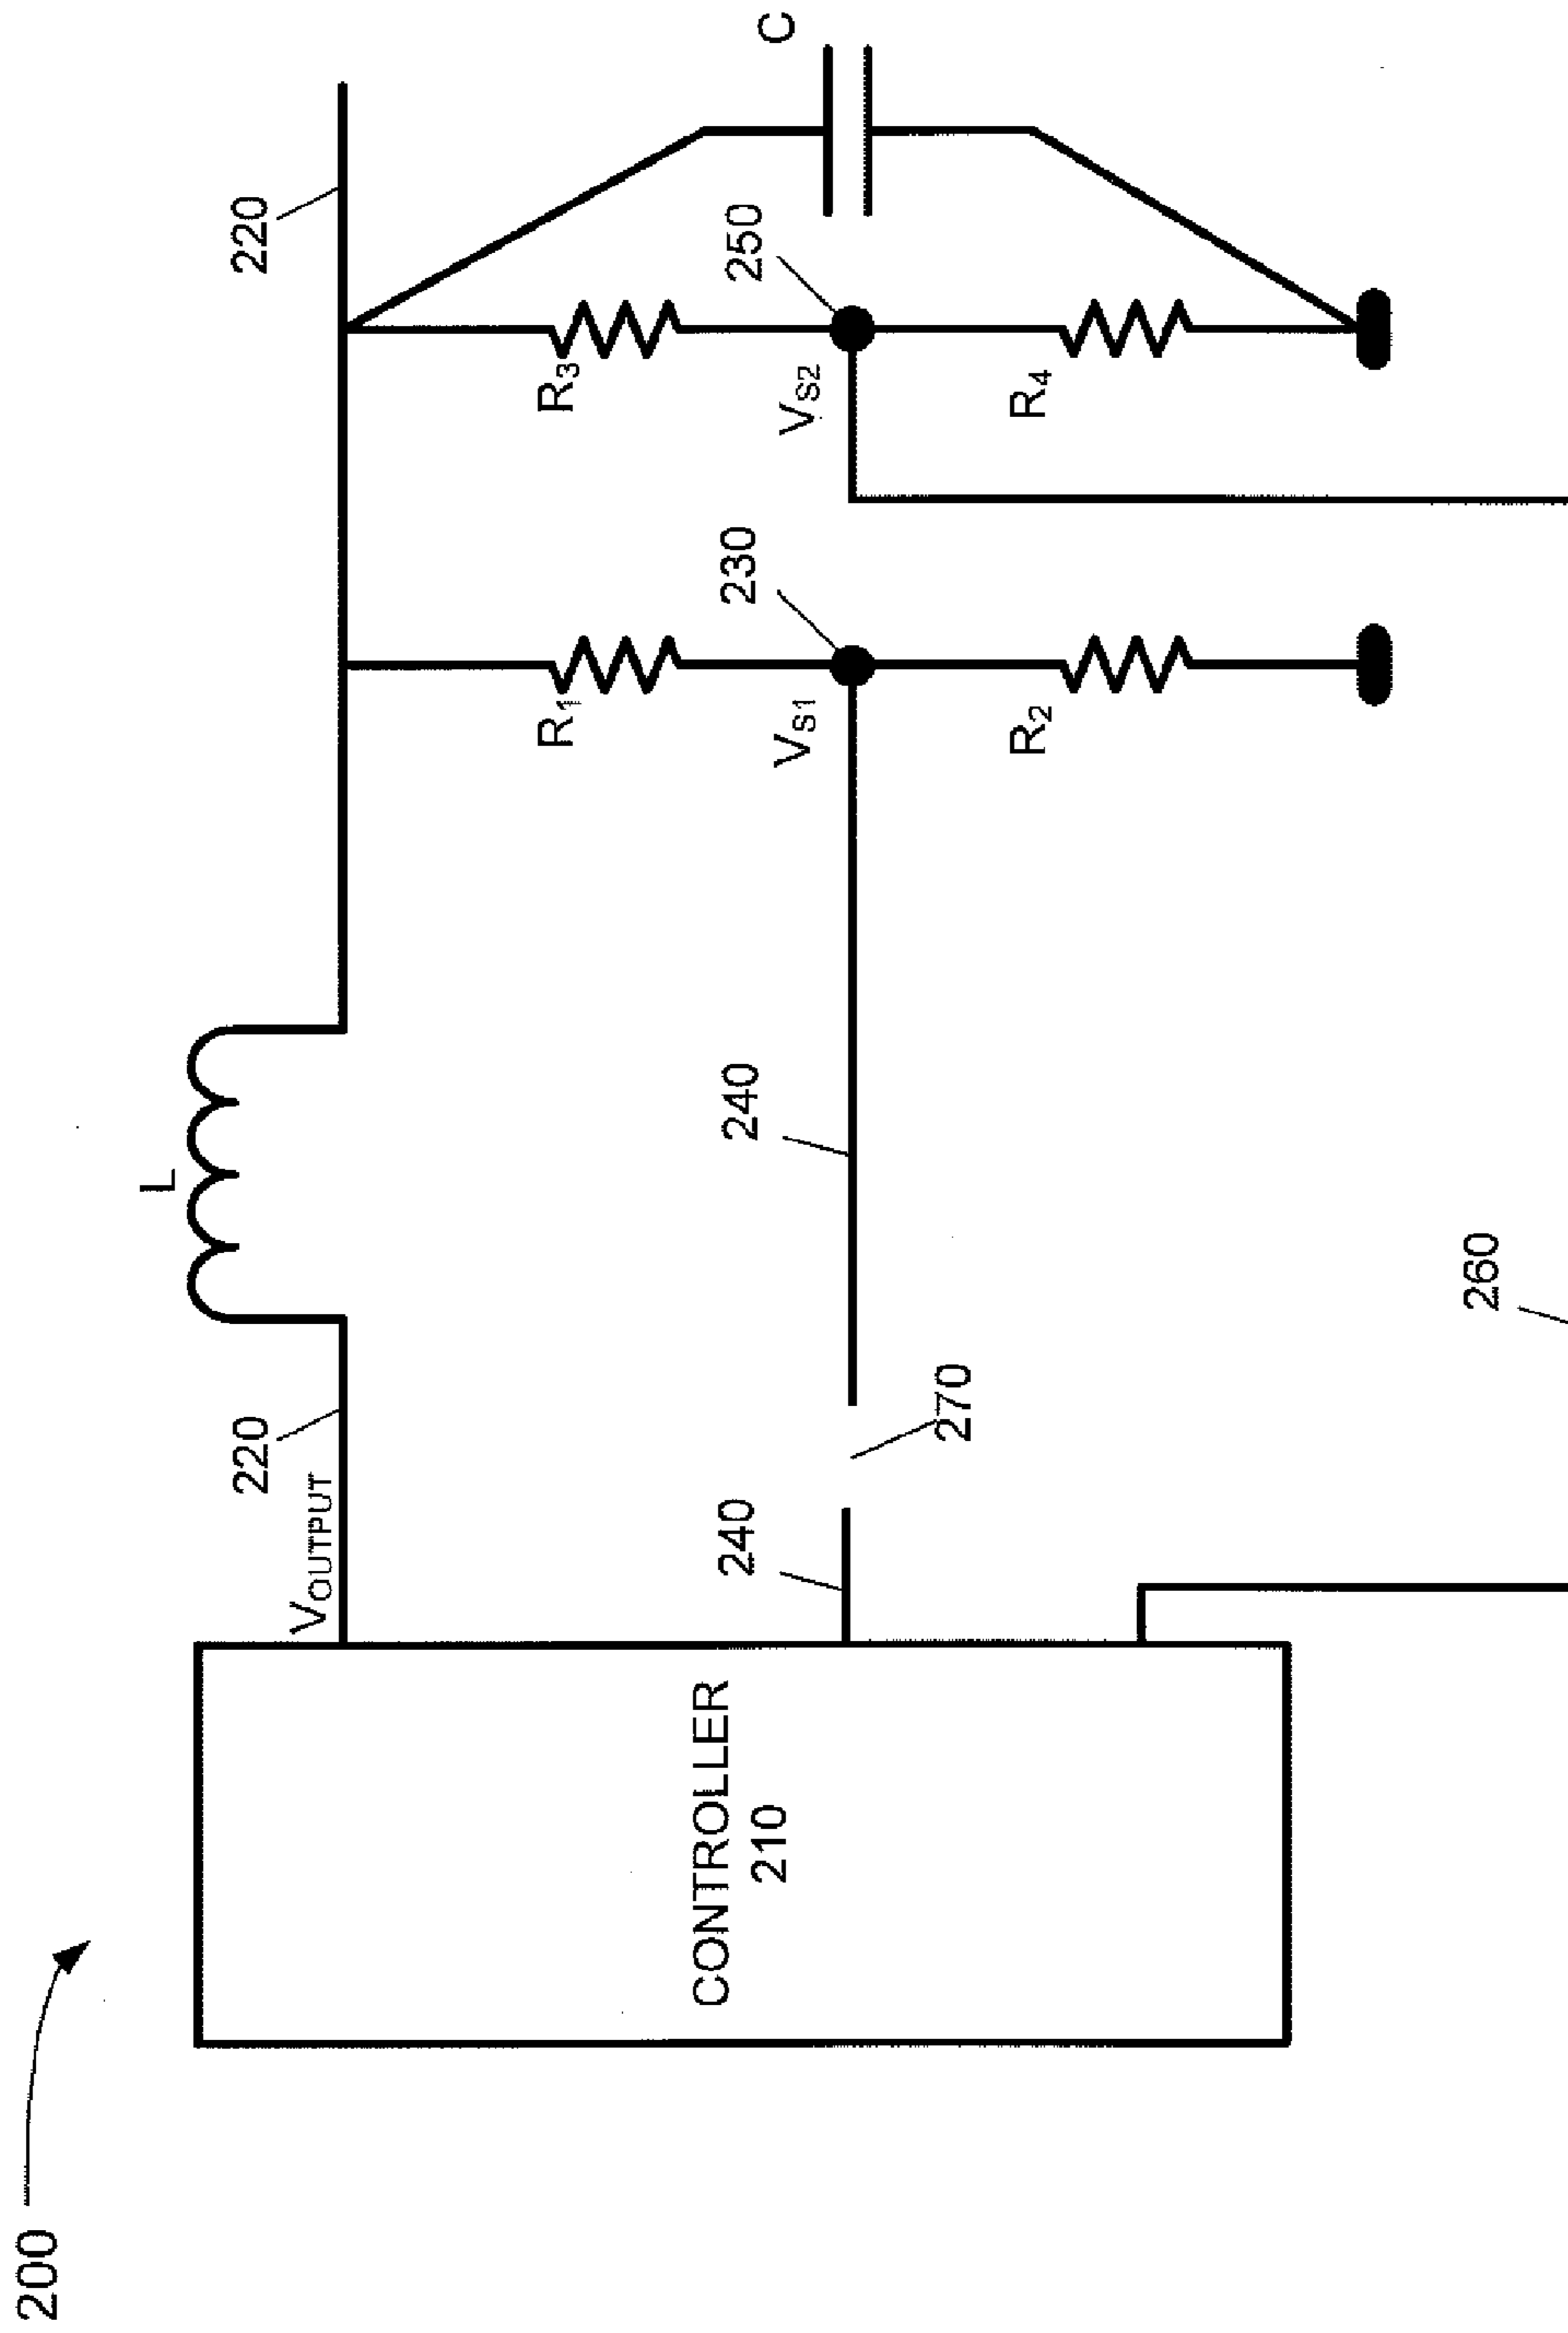 200
L
V_OUTPUT
220
220
CONTROLLER
210
240
270
240
V_S1
230
V_S2
250
C
R_1
R_3
R_2
R_4
260